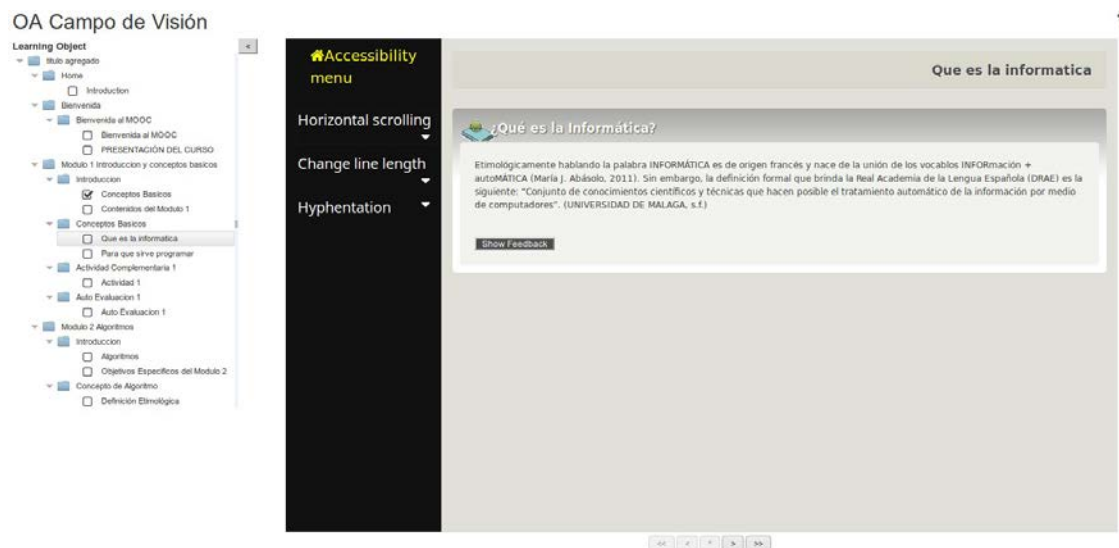 OA Campo de Visión
Learning Object
<
titulo agregado
Home
Introduction
Bienvenida
Bienvenida al MOOC
Bienvenida al MOOC
PRESENTACIÓN DEL CURSO
Modulo 1 Introduccion y conceptos basicos
Introduccion
Conceptos Basicos
Contenidos del Modulo 1
Conceptos Basicos
Que es la informatica
Para que sirve programar
Actividad Complementaria 1
Actividad 1
Auto Evaluacion 1
Auto Evaluacion 1
Modulo 2 Algoritmos
Introduccion
Algoritmos
Objetivos Especificos del Modulo 2
Concepto de Algoritmo
Definición Etimológica
Accessibility
menu
Horizontal scrolling
Change line length
Hyphentation
Que es la informatica
¿Qué es la Informática?
Etimológicamente hablando la palabra INFORMÁTICA es de origen francés y nace de la unión de los vocablos INFORmación +
autoMÁTICA (María J. Abásolo, 2011). Sin embargo, la definición formal que brinda la Real Academia de la Lengua Española (DRAE) es la
siguiente: "Conjunto de conocimientos científicos y técnicas que hacen posible el tratamiento automático de la información por medio
de computadores". (UNIVERSIDAD DE MALAGA, s.f.)
Show Feedback
<< < ^ > >>